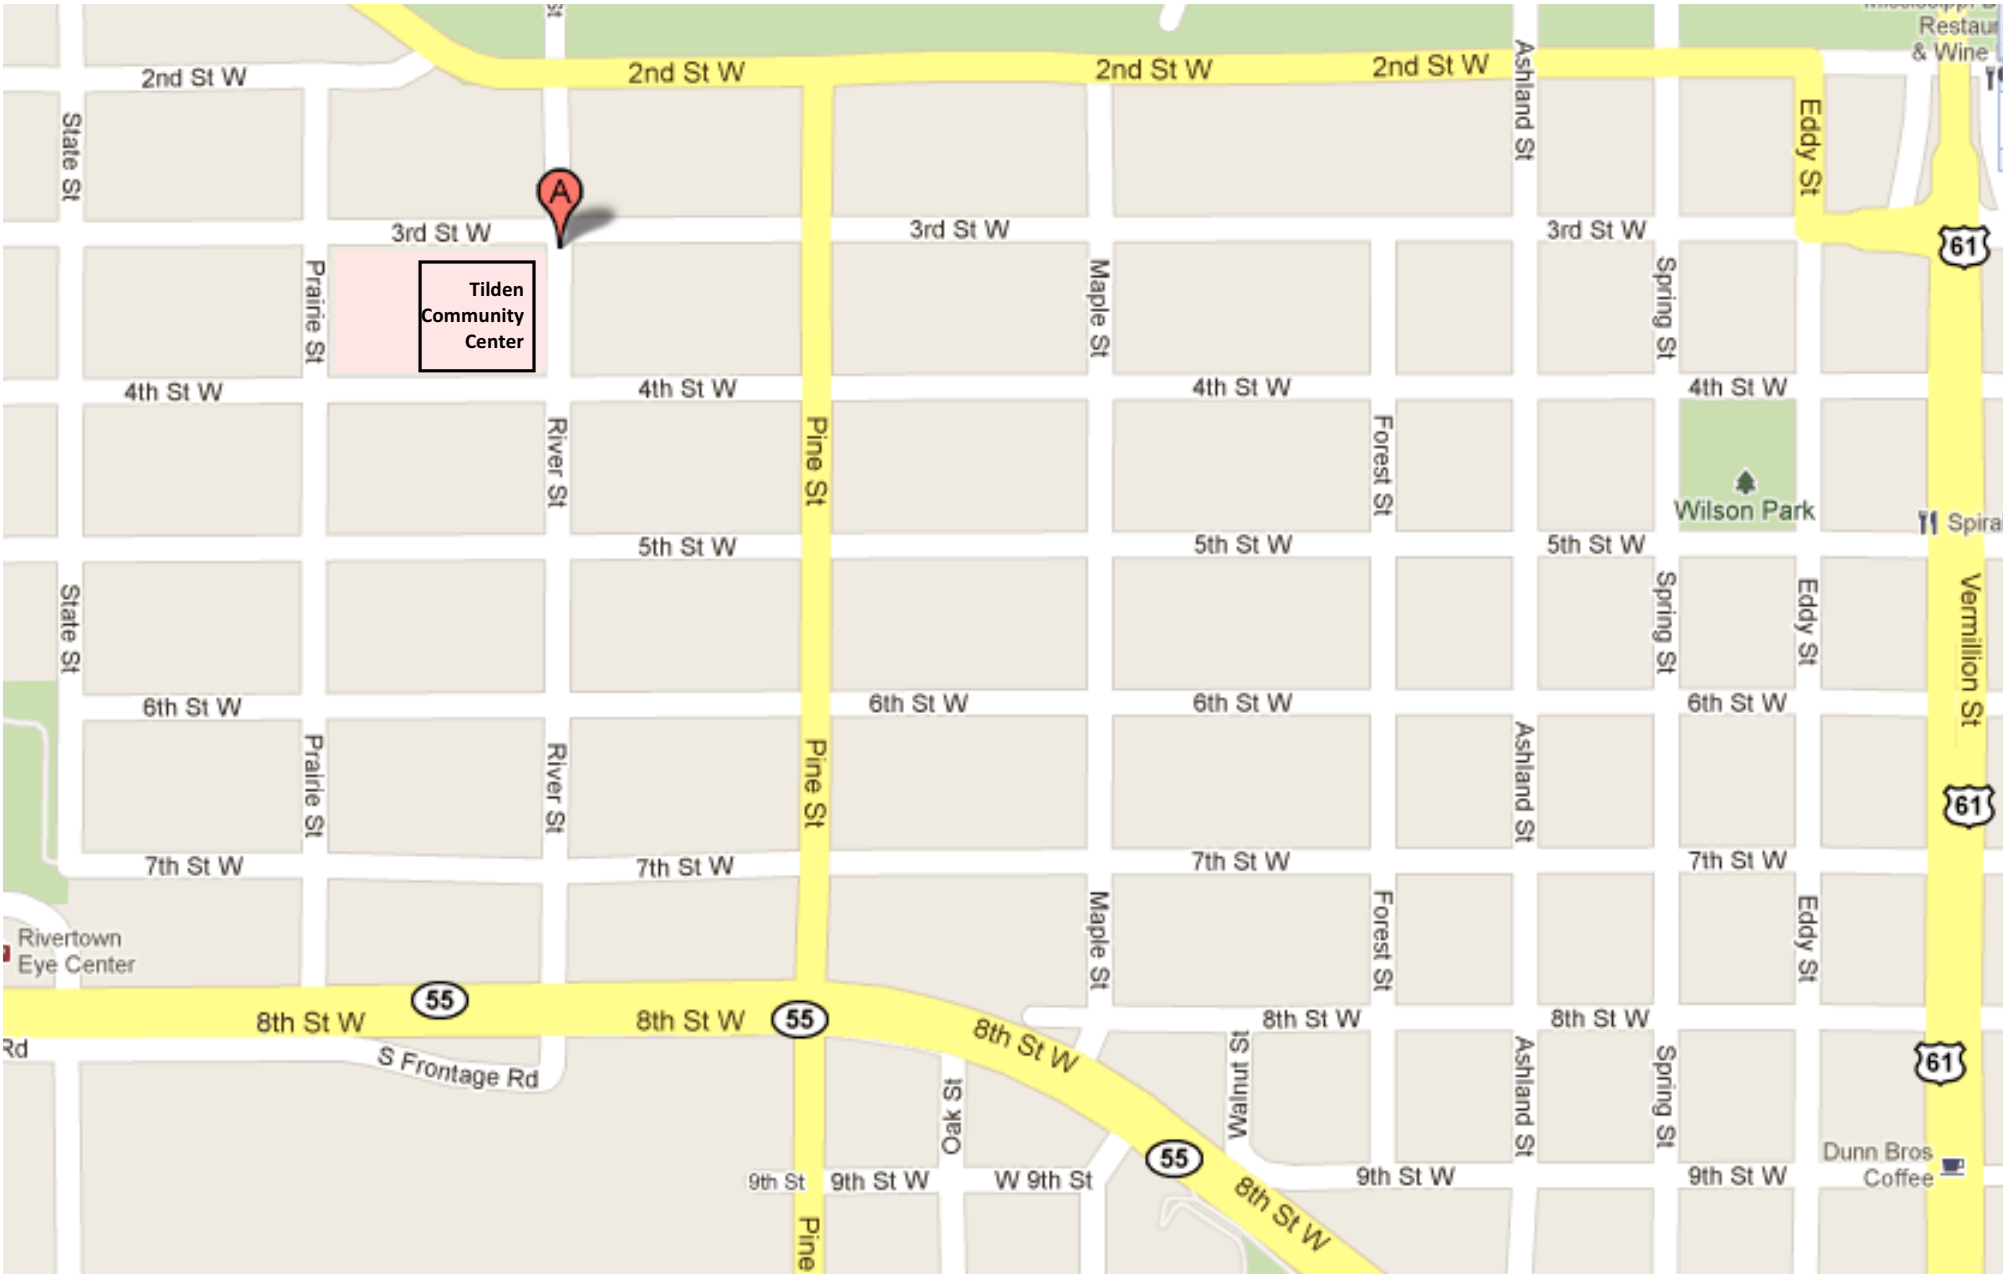 St
Mississippi B
Restaur
& Wine
2nd St W
2nd St W
2nd St W
2nd St W
Ashland St
State St
Eddy St
A
3rd St W
3rd St W
3rd St W
61
Prairie St
Tilden
Community
Center
Maple St
Spring St
4th St W
4th St W
4th St W
4th St W
River St
Pine St
Forest St
Wilson Park
Spiral
5th St W
5th St W
5th St W
State St
Spring St
Eddy St
Vermillion St
6th St W
6th St W
6th St W
6th St W
Prairie St
River St
Pine St
Ashland St
61
7th St W
7th St W
7th St W
7th St W
Maple St
Forest St
Eddy St
Rivertown
Eye Center
55
8th St W
8th St W
55
8th St W
8th St W
8th St W
Rd
S Frontage Rd
Oak St
Walnut St
Ashland St
Spring St
61
55
9th St
9th St W
W 9th St
9th St W
9th St W
Dunn Bros
Coffee
8th St W
Pine